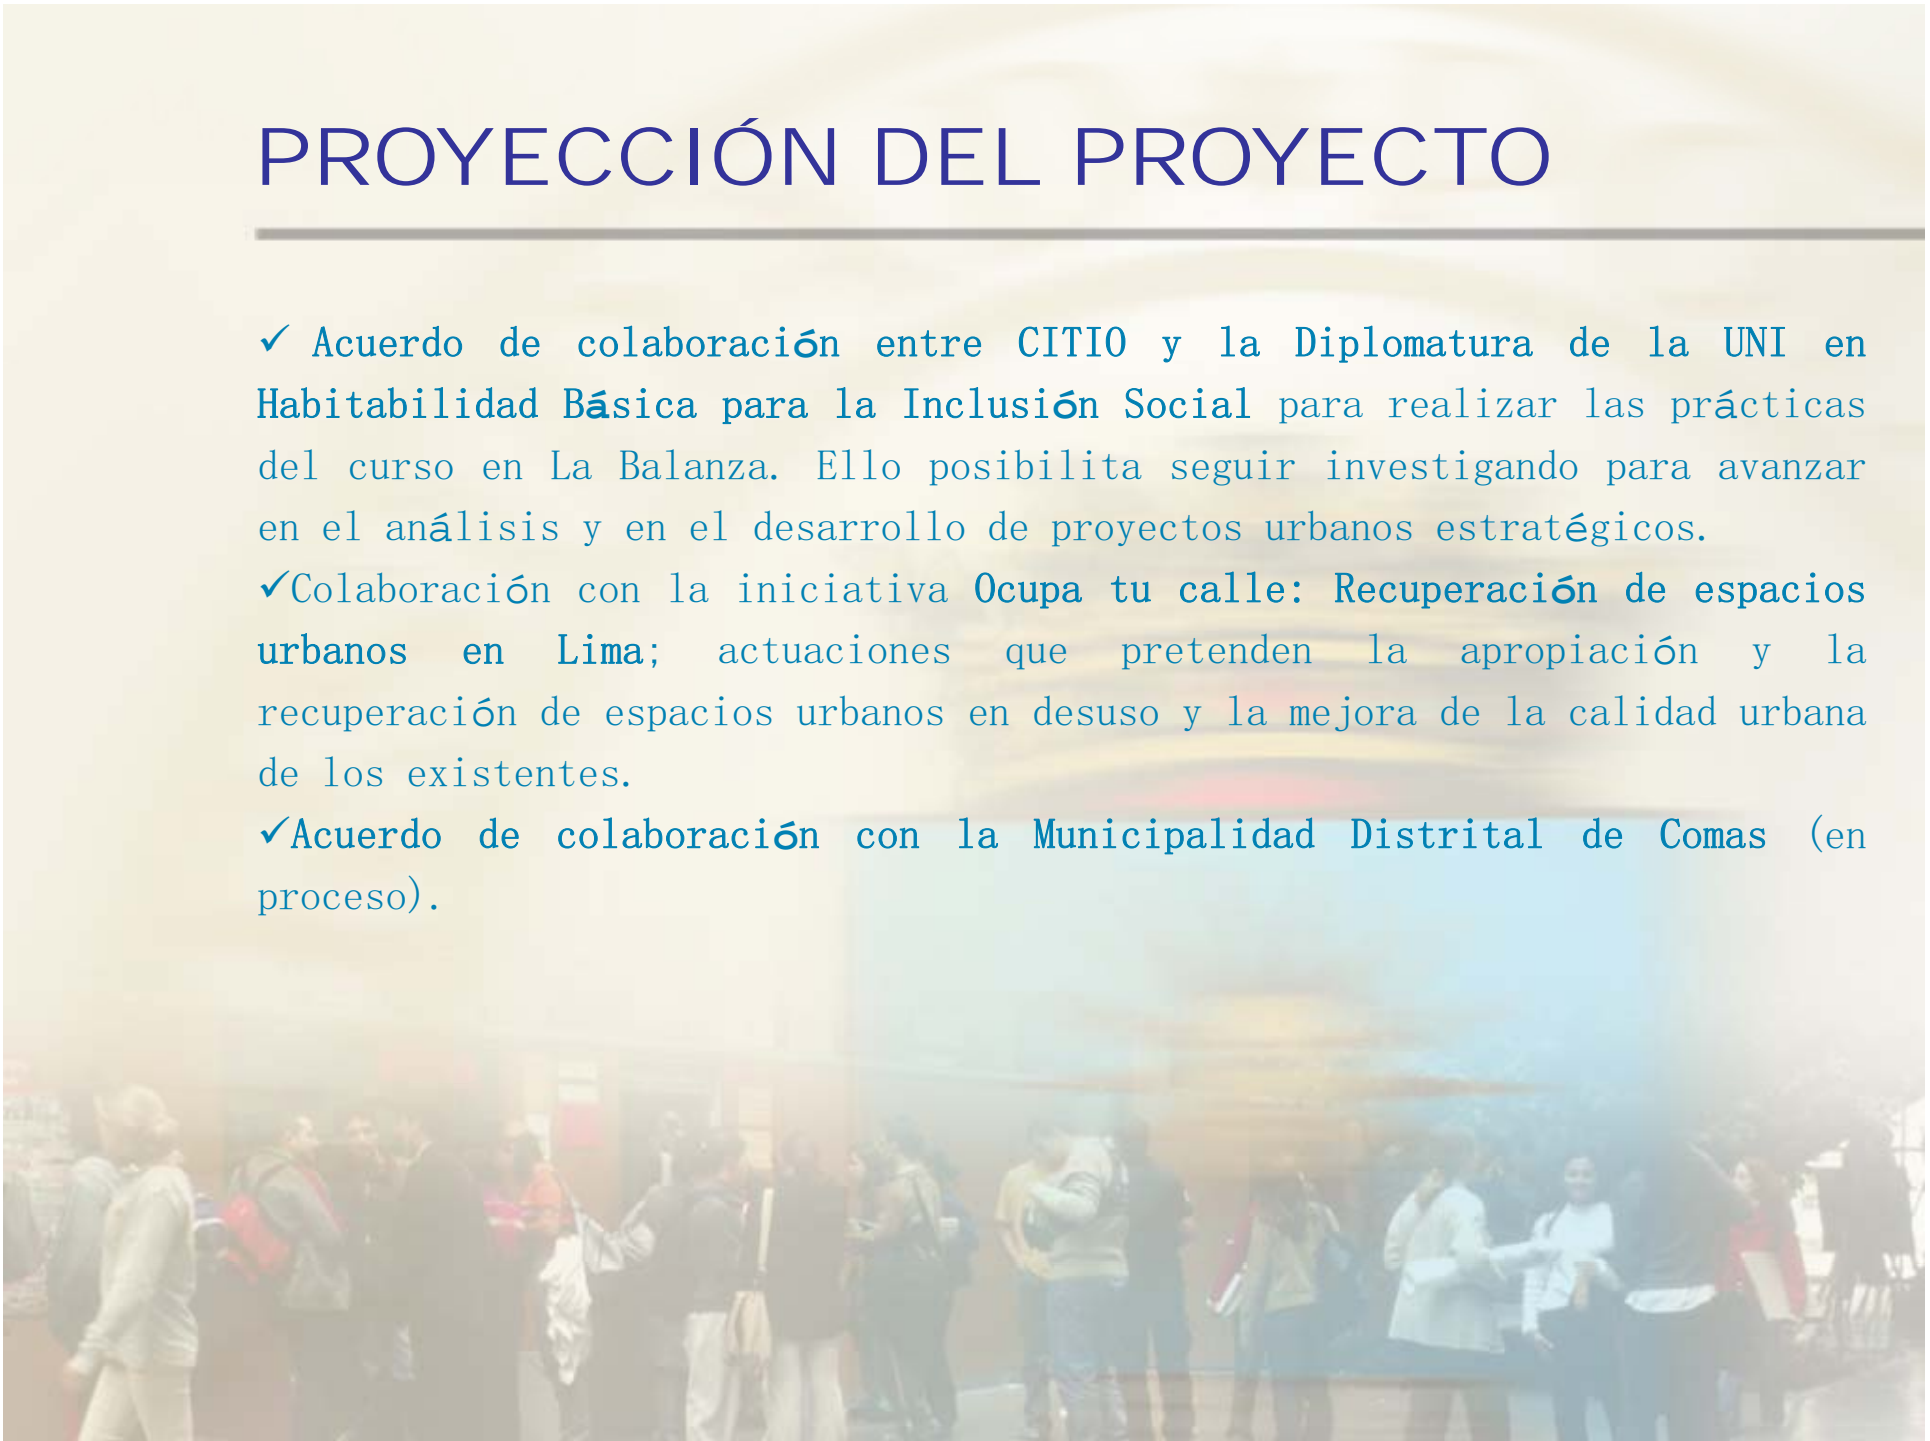 PROYECCIÓN DEL PROYECTO
✓ Acuerdo de colaboración entre CITIO y la Diplomatura de la UNI en
Habitabilidad Básica para la Inclusión Social para realizar las prácticas
del curso en La Balanza. Ello posibilita seguir investigando para avanzar
en el análisis y en el desarrollo de proyectos urbanos estratégicos.
✓Colaboración con la iniciativa Ocupa tu calle: Recuperación de espacios
urbanos en Lima; actuaciones que pretenden la apropiación y la
recuperación de espacios urbanos en desuso y la mejora de la calidad urbana
de los existentes.
✓Acuerdo de colaboración con la Municipalidad Distrital de Comas (en
proceso).